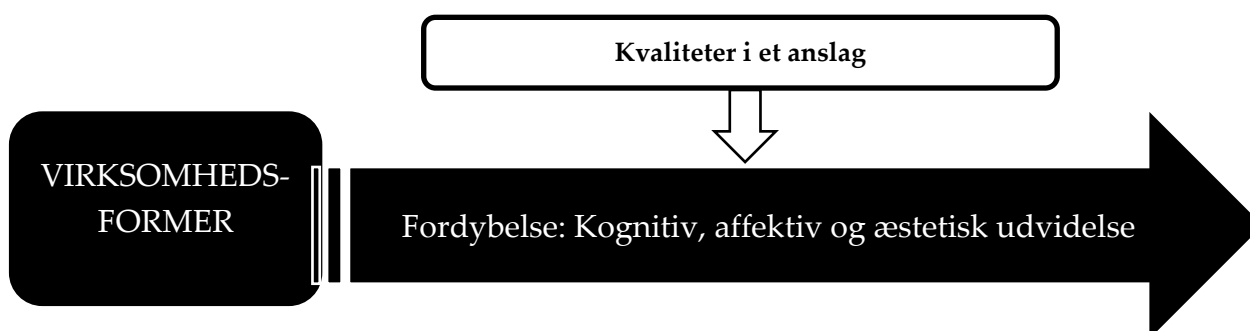 Kvaliteter i et anslag
VIRKSOMHEDS-
FORMER
Fordybelse: Kognitiv, affektiv og æstetisk udvidelse